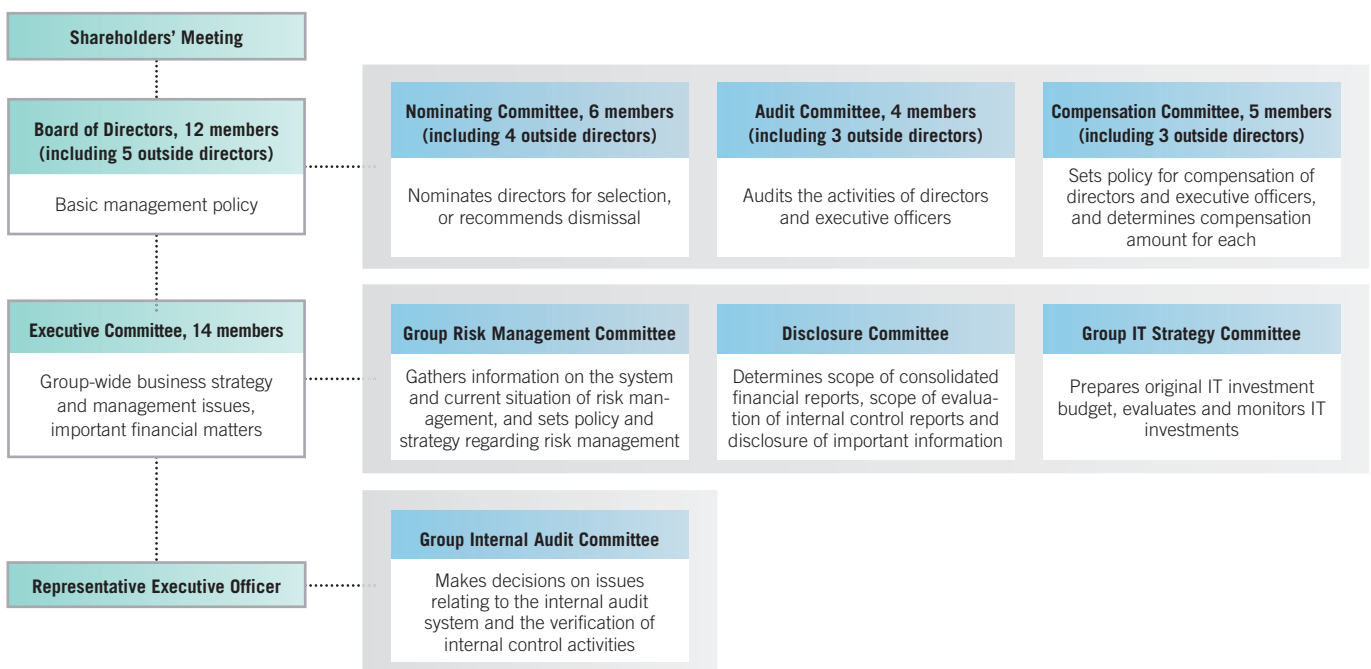 Shareholders’ Meeting
Board of Directors, 12 members
(including 5 outside directors)
Basic management policy
Nominating Committee, 6 members
(including 4 outside directors)
Nominates directors for selection,
or recommends dismissal
Audit Committee, 4 members
(including 3 outside directors)
Audits the activities of directors
and executive officers
Compensation Committee, 5 members
(including 3 outside directors)
Sets policy for compensation of
directors and executive officers,
and determines compensation
amount for each
Executive Committee, 14 members
Group-wide business strategy
and management issues,
important financial matters
Group Risk Management Committee
Gathers information on the system
and current situation of risk man-
agement, and sets policy and
strategy regarding risk management
Disclosure Committee
Determines scope of consolidated
financial reports, scope of evalua-
tion of internal control reports and
disclosure of important information
Group IT Strategy Committee
Prepares original IT investment
budget, evaluates and monitors IT
investments
Representative Executive Officer
Group Internal Audit Committee
Makes decisions on issues
relating to the internal audit
system and the verification of
internal control activities